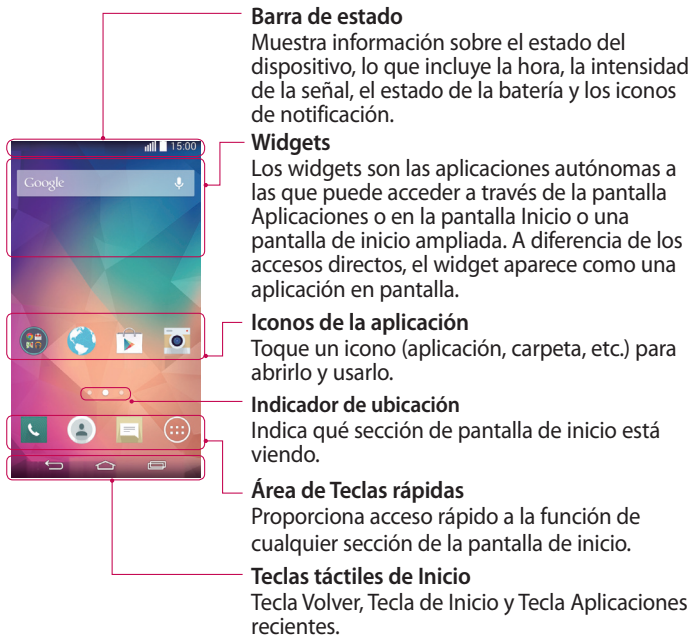 Barra de estado
Muestra información sobre el estado del
dispositivo, lo que incluye la hora, la intensidad
de la señal, el estado de la batería y los iconos
de notificación.
15:00
Google
Widgets
Los widgets son las aplicaciones autónomas a
las que puede acceder a través de la pantalla
Aplicaciones o en la pantalla Inicio o una
pantalla de inicio ampliada. A diferencia de los
accesos directos, el widget aparece como una
aplicación en pantalla.
Iconos de la aplicación
Toque un icono (aplicación, carpeta, etc.) para
abrirlo y usarlo.
Indicador de ubicación
Indica qué sección de pantalla de inicio está
viendo.
Área de Teclas rápidas
Proporciona acceso rápido a la función de
cualquier sección de la pantalla de inicio.
Teclas táctiles de Inicio
Tecla Volver, Tecla de Inicio y Tecla Aplicaciones
recientes.